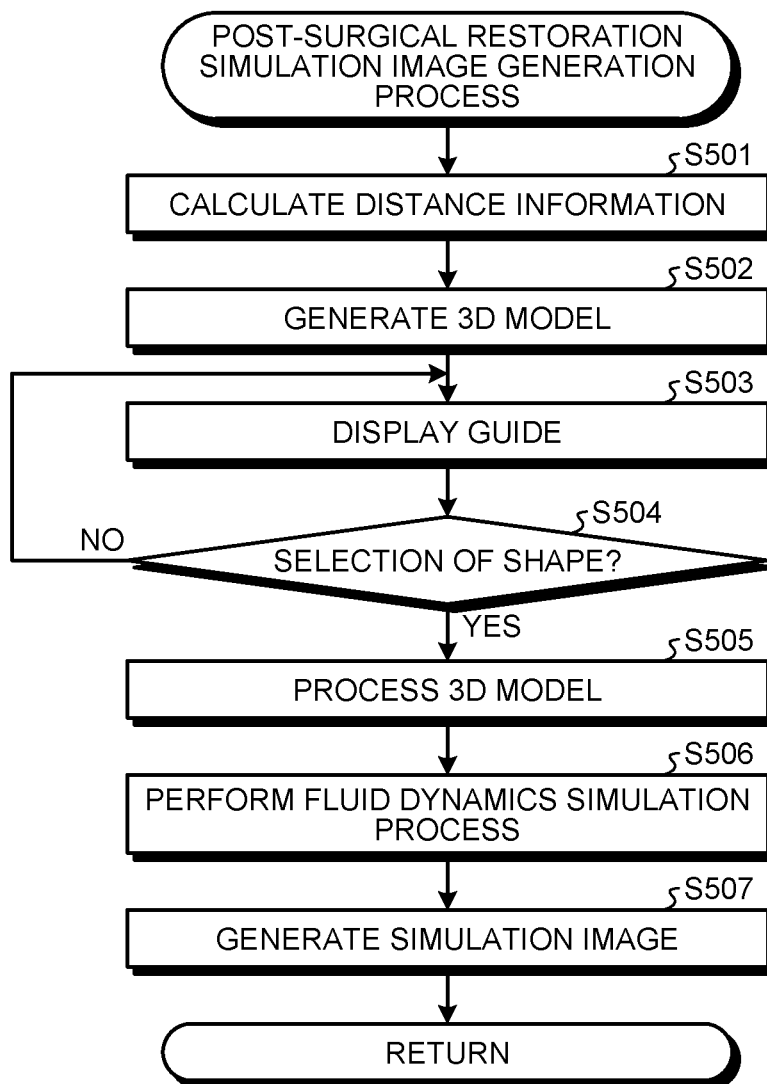 POST-SURGICAL RESTORATION
SIMULATION IMAGE GENERATION
PROCESS
S501
CALCULATE DISTANCE INFORMATION
S502
GENERATE 3D MODEL
S503
DISPLAY GUIDE
S504
NO
SELECTION OF SHAPE?
YES
S505
PROCESS 3D MODEL
S506
PERFORM FLUID DYNAMICS SIMULATION
PROCESS
S507
GENERATE SIMULATION IMAGE
RETURN